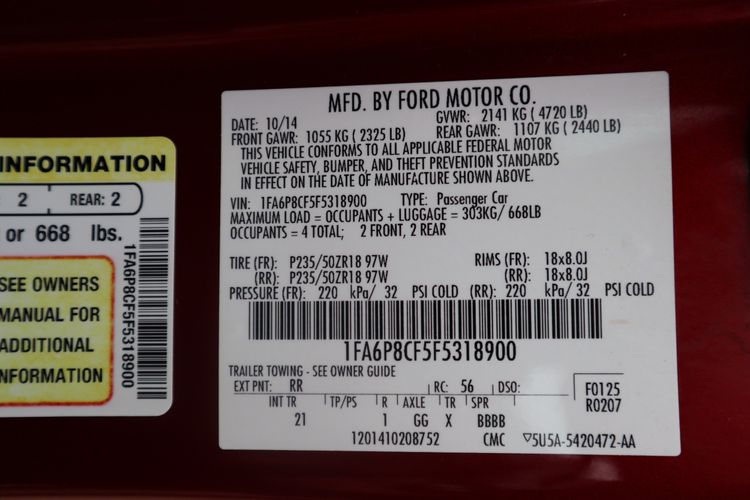 INFORMATION
: 2 REAR: 2
or 668 lbs.
SEE OWNERS
MANUAL FOR
ADDITIONAL
INFORMATION
1FA6P8CF5F5318900
MFD. BY FORD MOTOR CO.
DATE: 10/14 GVWR: 2141 KG ( 4720 LB)
FRONT GAWR: 1055 KG ( 2325 LB) REAR GAWR: 1107 KG ( 2440 LB)
THIS VEHICLE CONFORMS TO ALL APPLICABLE FEDERAL MOTOR
VEHICLE SAFETY, BUMPER, AND THEFT PREVENTION STANDARDS
IN EFFECT ON THE DATE OF MANUFACTURE SHOWN ABOVE.
VIN: 1FA6P8CF5F5318900 TYPE: Passenger Car
MAXIMUM LOAD = OCCUPANTS + LUGGAGE = 303KG/ 668LB
OCCUPANTS = 4 TOTAL; 2 FRONT, 2 REAR
TIRE (FR): P235/50ZR18 97W RIMS (FR): 18x8.0J
(RR): P235/50ZR18 97W (RR): 18x8.0J
PRESSURE (FR): 220 kPa/ 32 PSI COLD (RR): 220 kPa/ 32 PSI COLD
1FA6P8CF5F5318900
TRAILER TOWING - SEE OWNER GUIDE
EXT PNT: RR RC: 56 DSO: F0125
INT TR TP/PS R AXLE TR SPR R0207
21 1 GG X BBBB
1201410208752 CMC ▽5U5A-5420472-AA